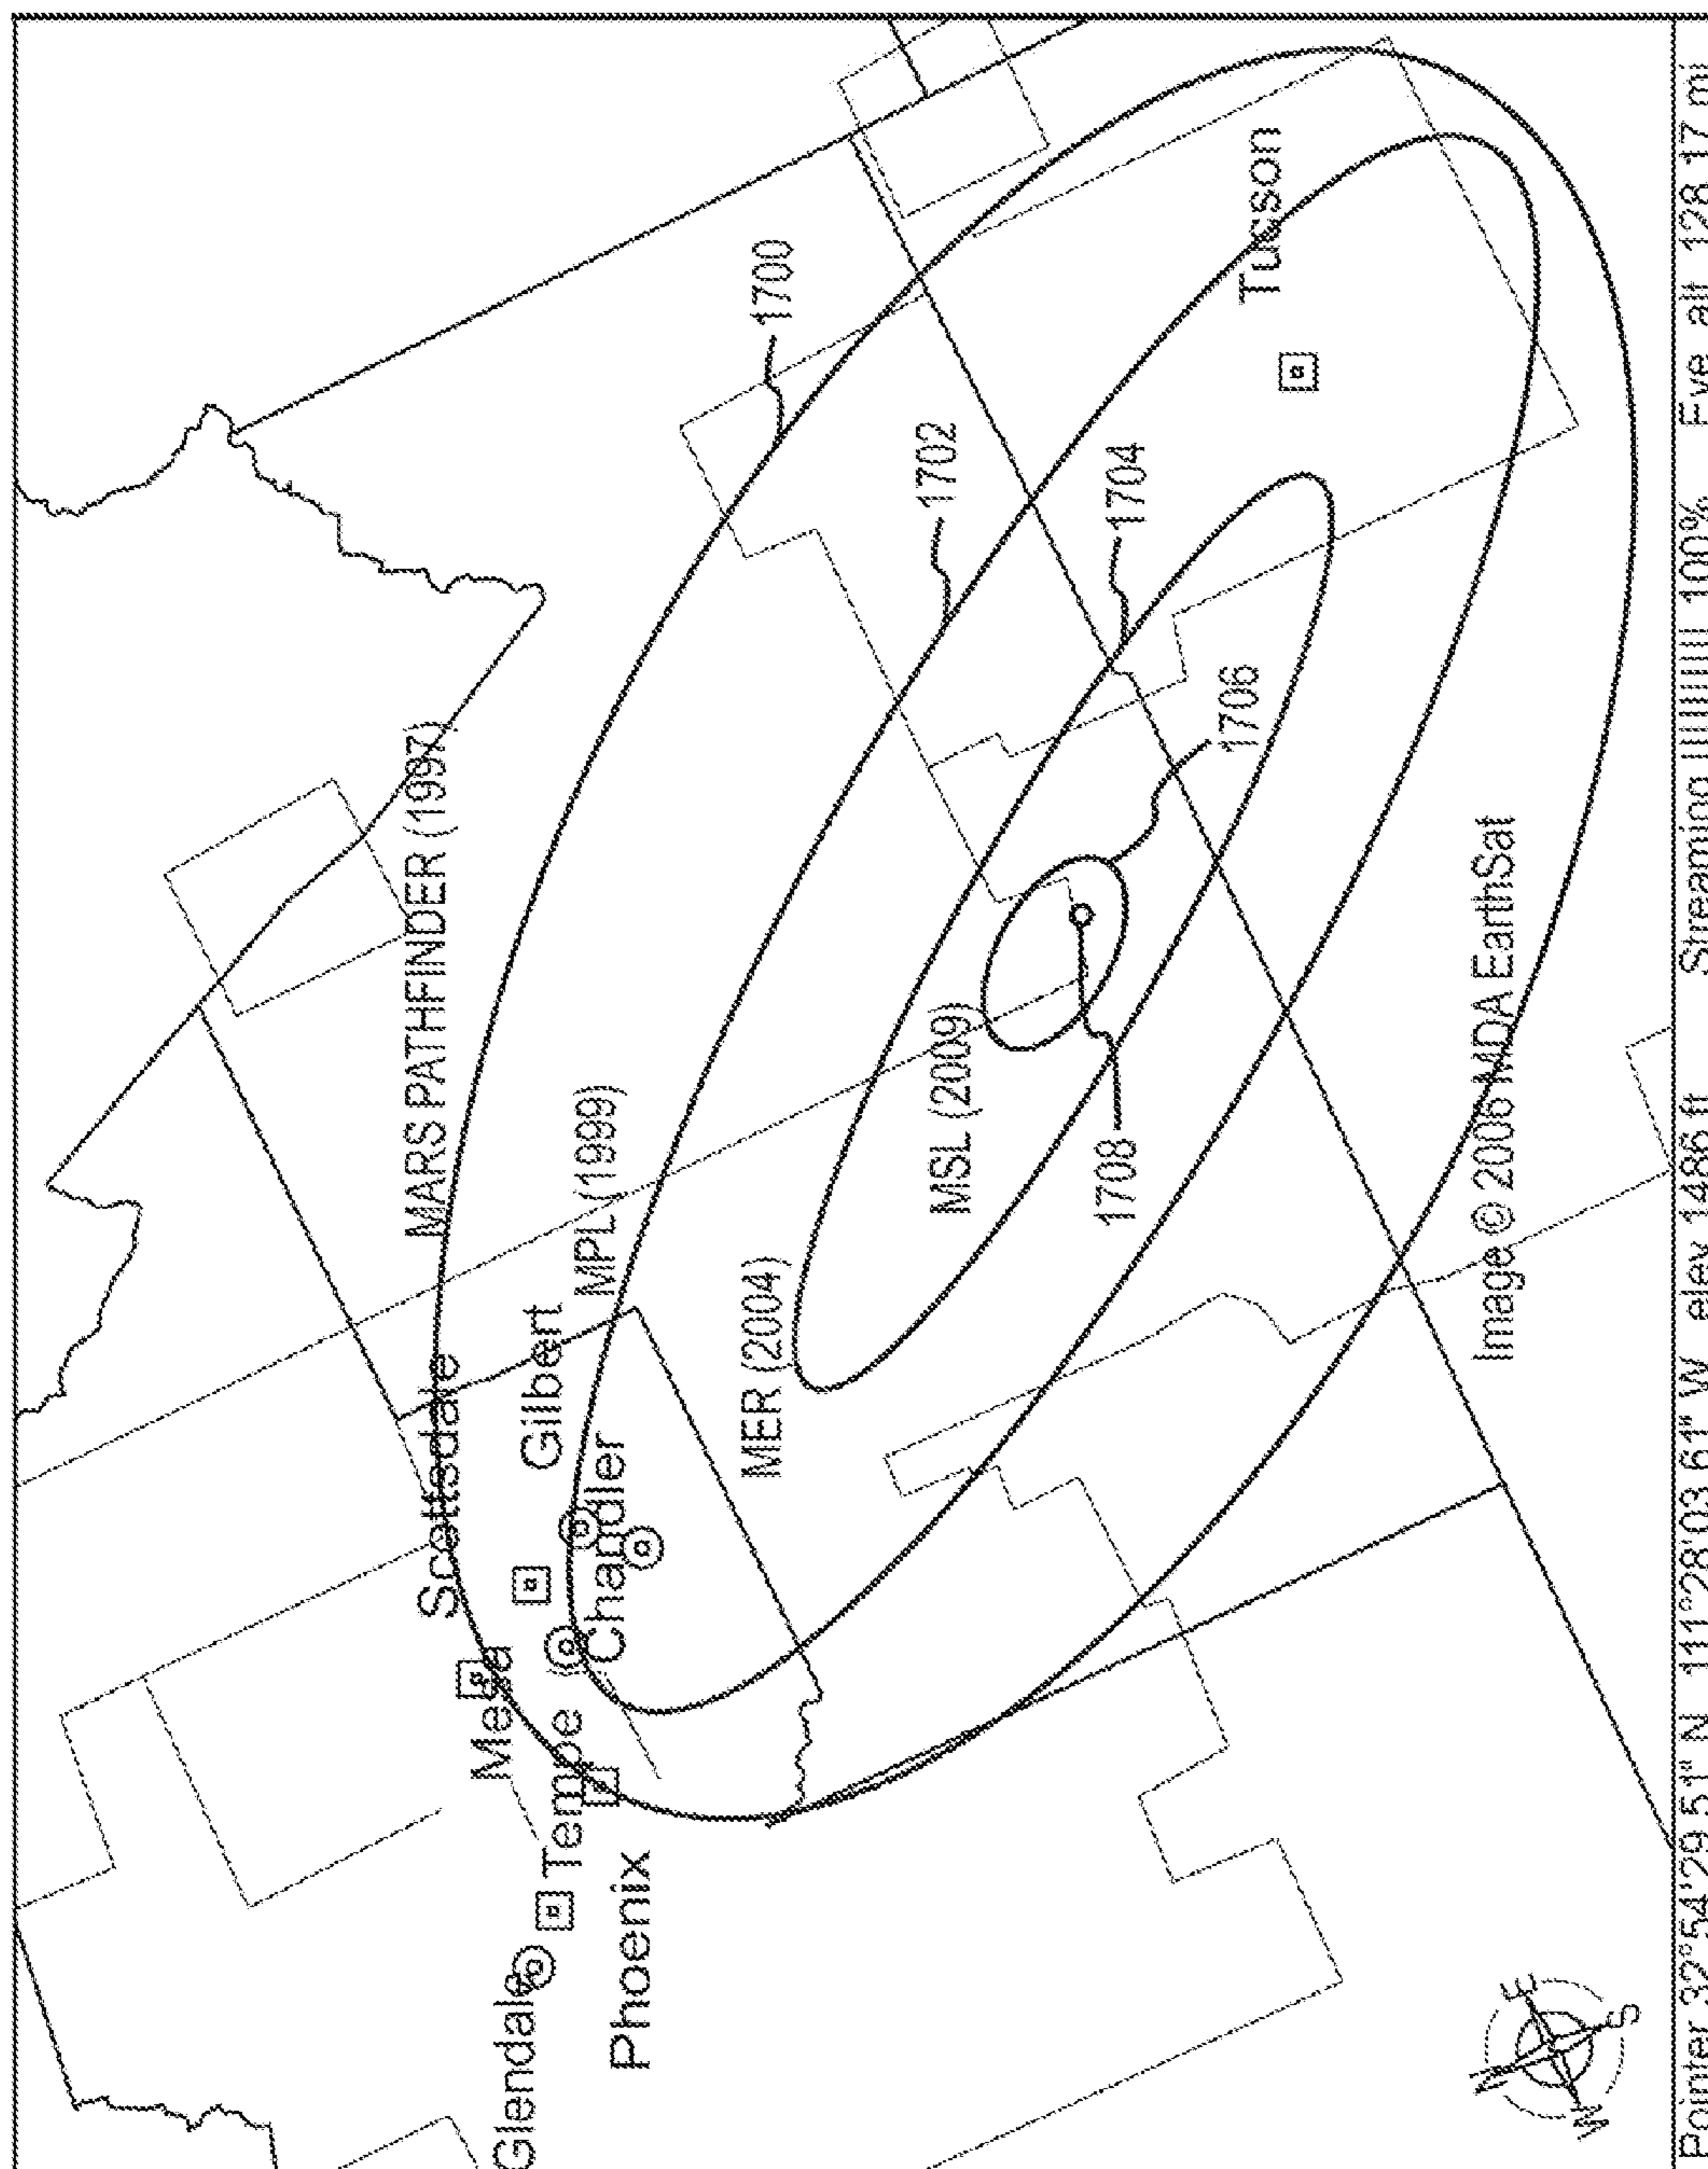 Glendale
Phoenix
Tempe
Mesa
Scottsdale
Chandler
Gilbert
MARS PATHFINDER (1997)
MPL (1999)
MER (2004)
MSL (2009)
1700
1702
1704
1706
1708
Tucson
Image © 2006 MDA EarthSat
N
E
S
W
Pointer 32°54'29.51" N 111°28'03.61" W elev 1486 ft Streaming |||||||||| 100% Eye alt 128.17 mi